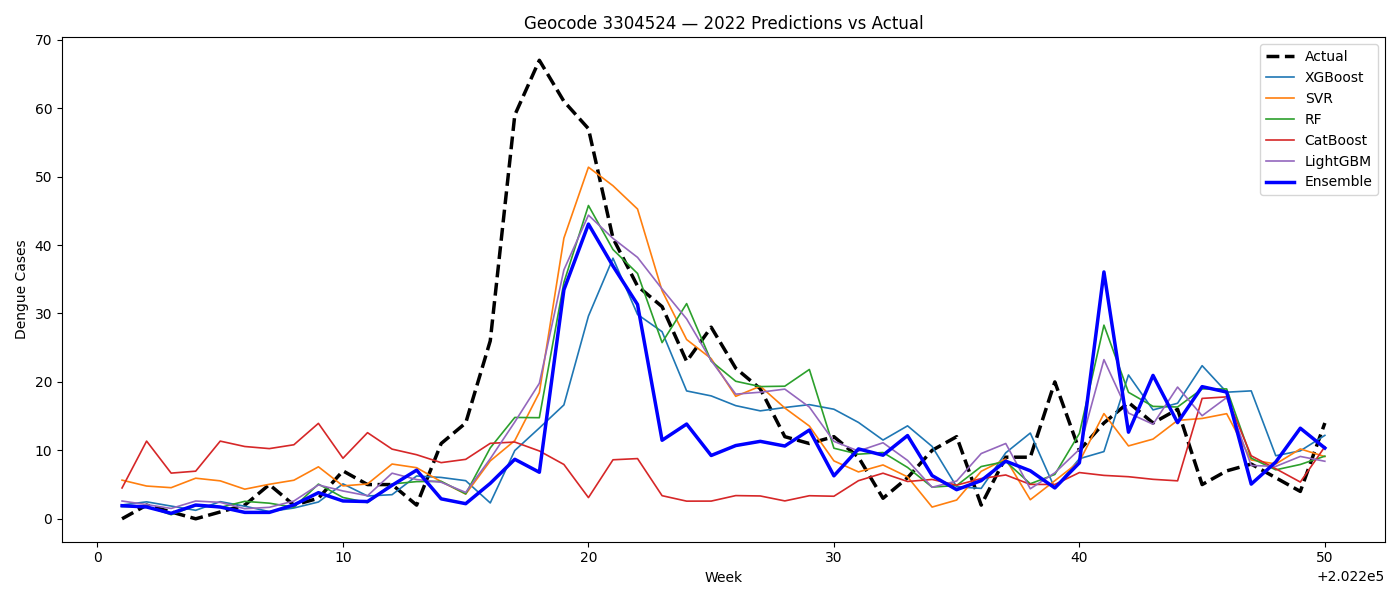 Geocode 3304524 — 2022 Predictions vs Actual
Dengue Cases
70
60
50
40
30
20
10
0
Actual
XGBoost
SVR
RF
CatBoost
LightGBM
Ensemble
0 10 20 30 40 50
+2.022e5
Week